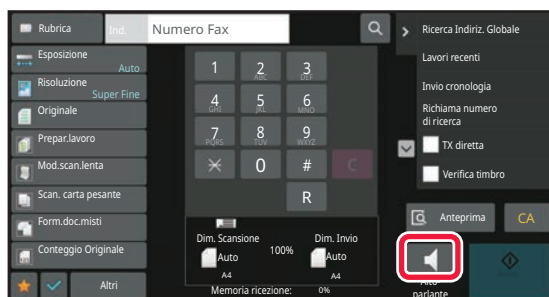 Rubrica
Ind.
Numero Fax
Esposizione
Auto
Risoluzione
Super Fine
Originale
Prepar.lavoro
Mod.scan.lenta
Scan. carta pesante
Form.doc.misti
Conteggio Originale
Altri
1
2
ABC
3
DEF
4
GHI
5
JKL
6
MNO
7
PQRS
8
TUV
9
WXYZ
0
#
C
R
Dim. Scansione
100%
Dim. Invio
Auto
Auto
A4
A4
Memoria ricezione: 0%
Ricerca Indiriz. Globale
Lavori recenti
Invio cronologia
Richiama numero
di ricerca
TX diretta
Verifica timbro
Anteprima
CA
Alto-
parlante